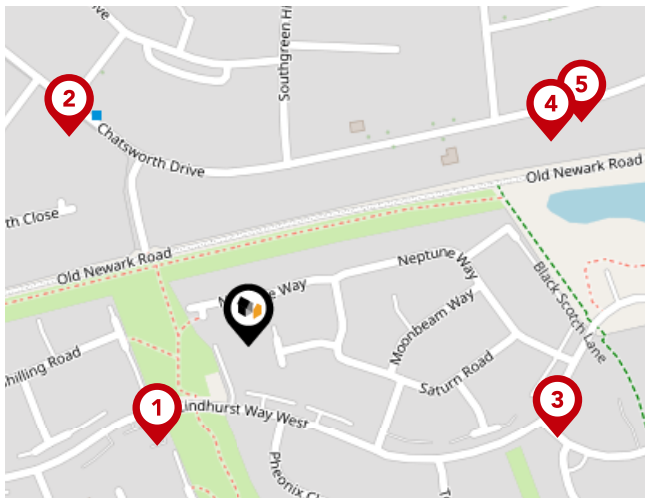 Southgreen Hi
5
4
2
Chatsworth Drive
Old Newark Road
th Close
Old Newark Road
Neptune Way
Way
Black Scotch Lane
Moonbeam Way
hilling Road
Saturn Road
1
Lindhurst Way West
3
Pheonix C